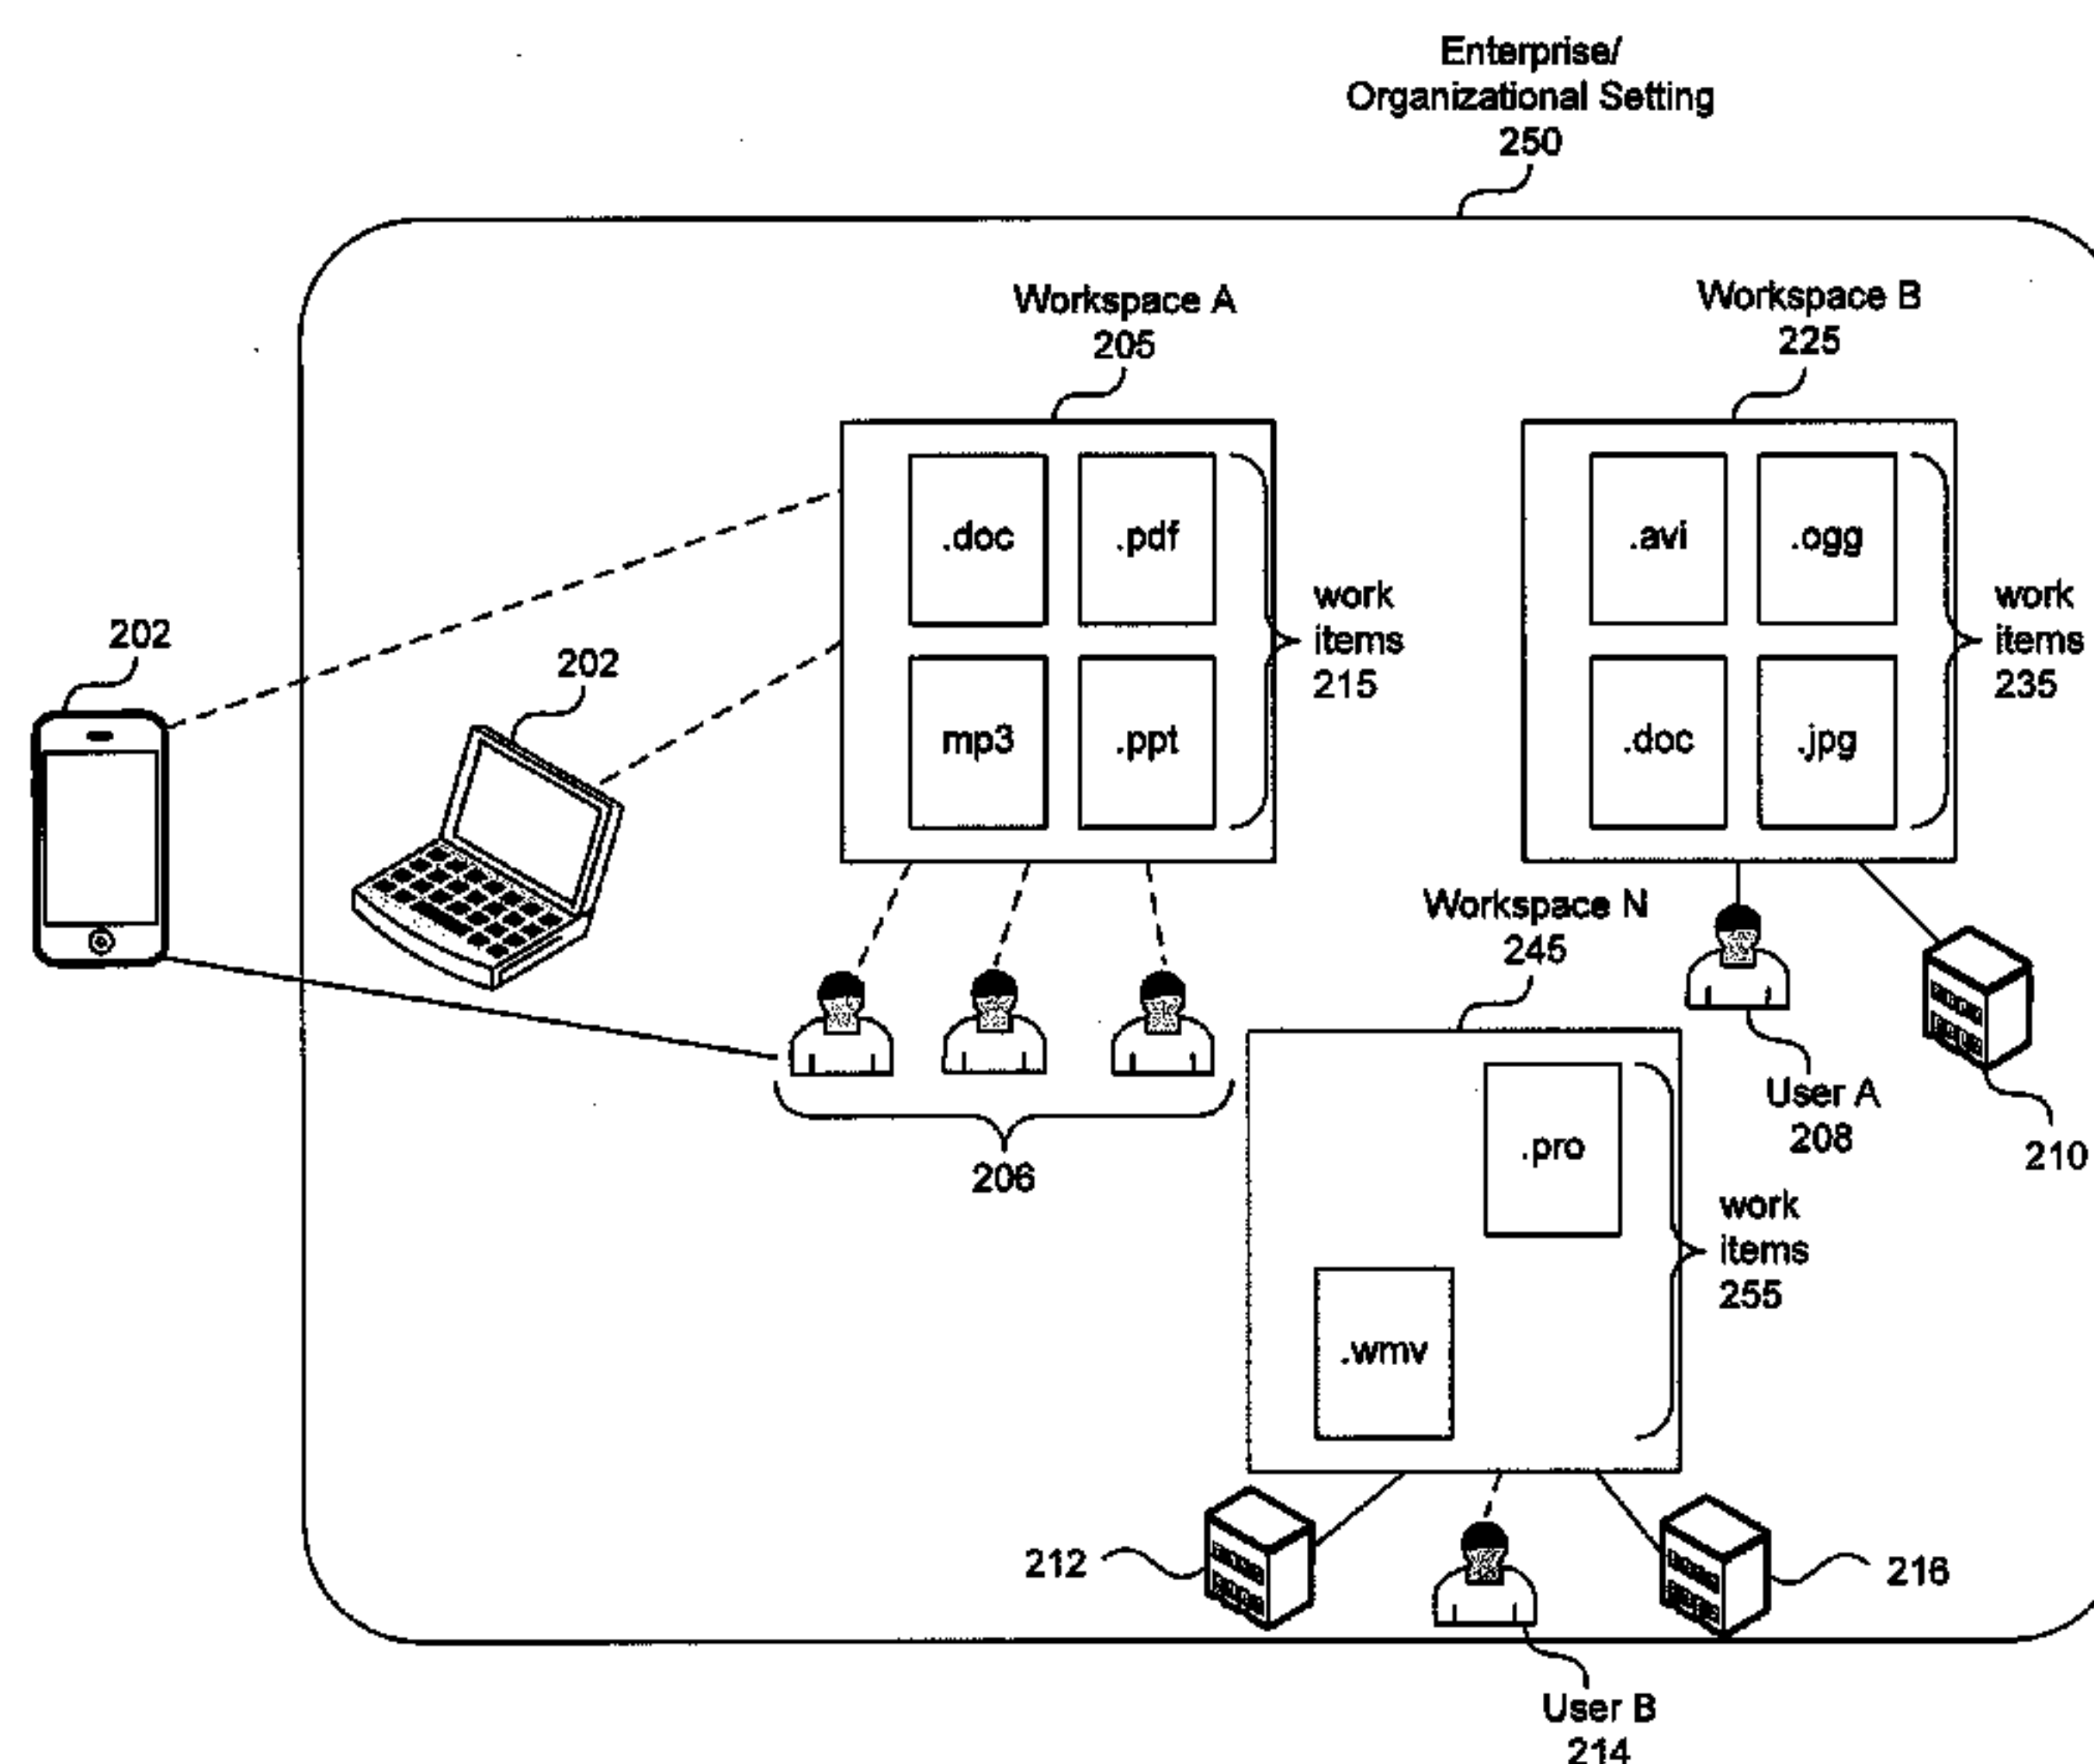 Enterprise/
Organizational Setting
250
Workspace A
205
Workspace B
225
.doc
.pdf
mp3
.ppt
work
items
215
.avi
.ogg
.doc
.jpg
work
items
235
202
202
206
Workspace N
245
.pro
.wmv
work
items
255
User A
208
210
212
216
User B
214